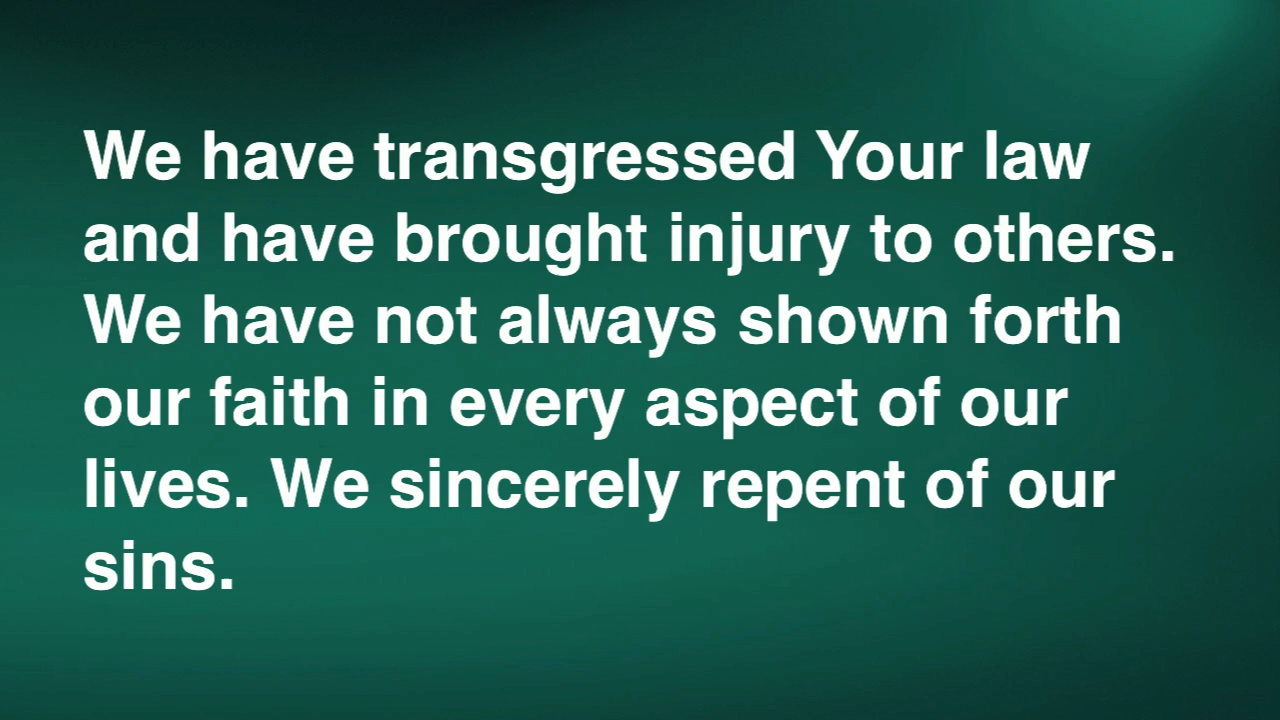 We have transgressed Your law
and have brought injury to others.
We have not always shown forth
our faith in every aspect of our
lives. We sincerely repent of our
sins.